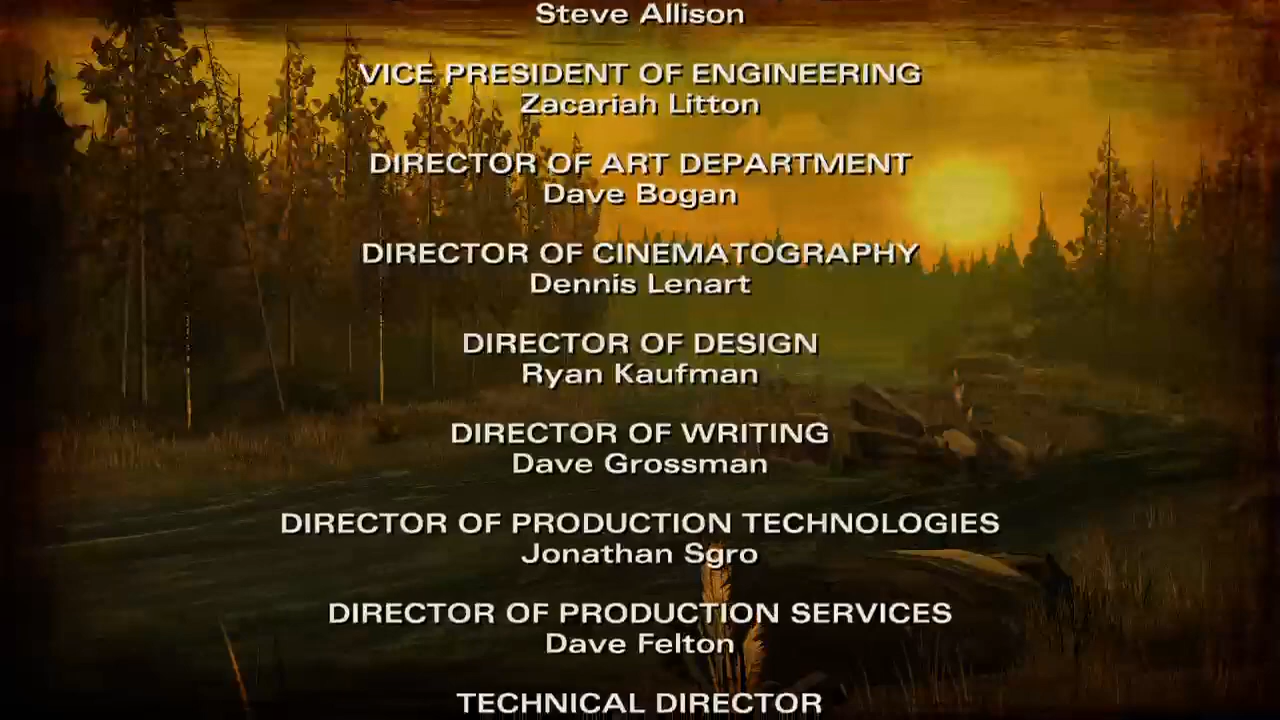 Steve Allison
VICE PRESIDENT OF ENGINEERING
Zacariah Litton
DIRECTOR OF ART DEPARTMENT
Dave Bogan
DIRECTOR OF CINEMATOGRAPHY
Dennis Lenart
DIRECTOR OF DESIGN
Ryan Kaufman
DIRECTOR OF WRITING
Dave Grossman
DIRECTOR OF PRODUCTION TECHNOLOGIES
Jonathan Sgro
DIRECTOR OF PRODUCTION SERVICES
Dave Felton
TECHNICAL DIRECTOR